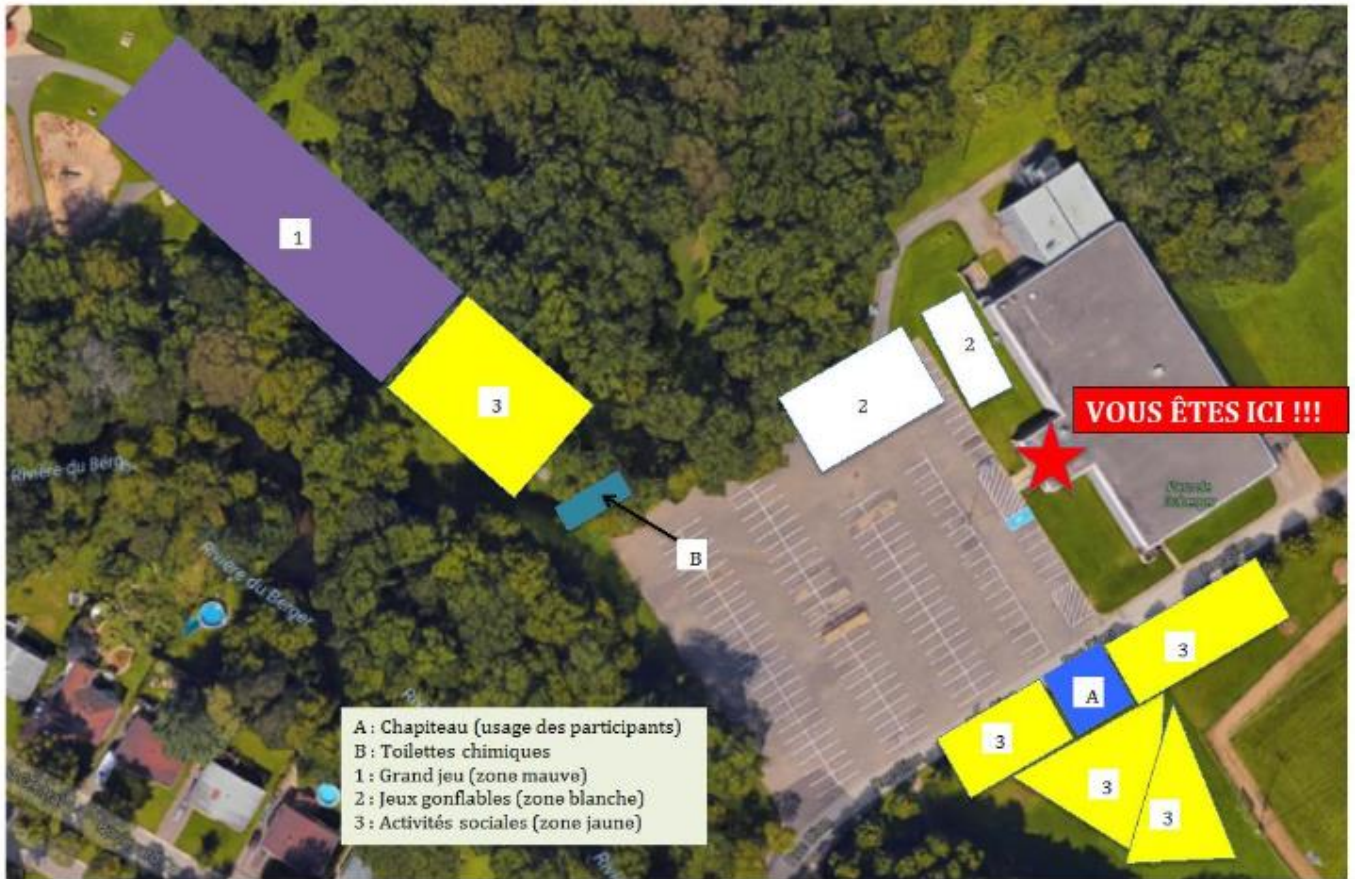 1
3
2
2
VOUS ÊTES ICI !!!
Rivière du Berg...
B
Rivière du Berger
3
A
3
3
3
A : Chapiteau (usage des participants)
B : Toilettes chimiques
1 : Grand jeu (zone mauve)
2 : Jeux gonflables (zone blanche)
3 : Activités sociales (zone jaune)